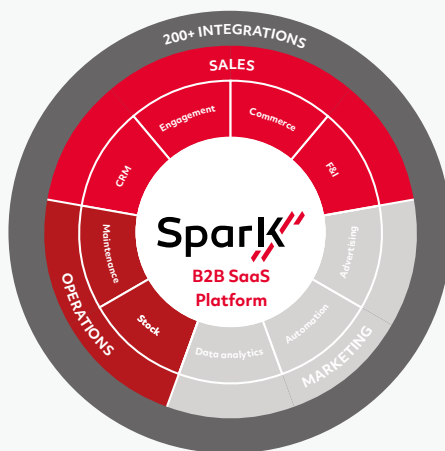 200+ INTEGRATIONS
SALES
Engagement
Commerce
CRM
F&I
Maintenance
Advertising
Spark
B2B SaaS
Platform
OPERATIONS
Stock
Data analytics
Automation
MARKETING